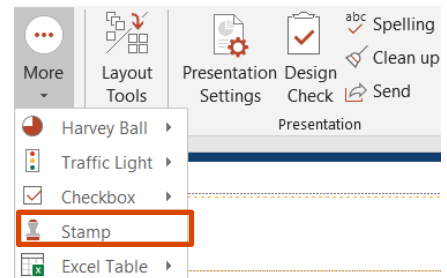 abc Spelling
Clean up
Send
More
Layout
Tools
Presentation
Settings
Design
Check
Presentation
Harvey Ball
Traffic Light
Checkbox
Stamp
Excel Table